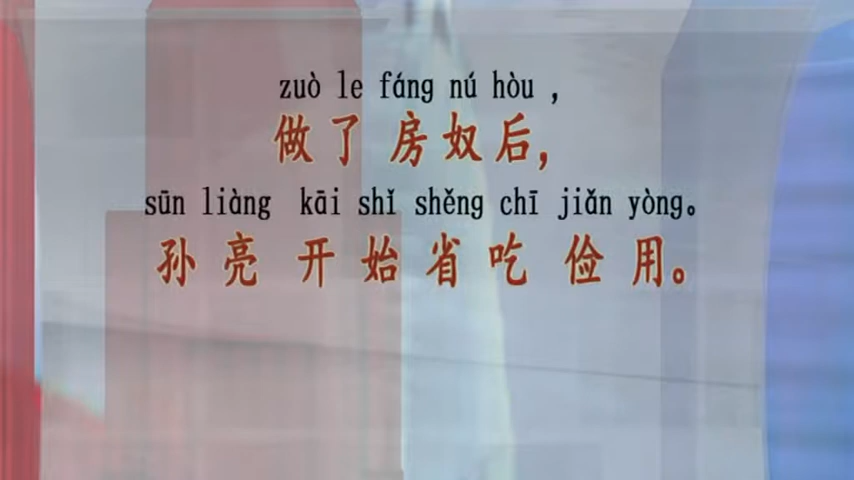 zuò le fáng nú hòu ,
做了房奴后,
sūn liàng kāi shǐ shěng chī jiǎn yòng。
孙亮开始省吃俭用。